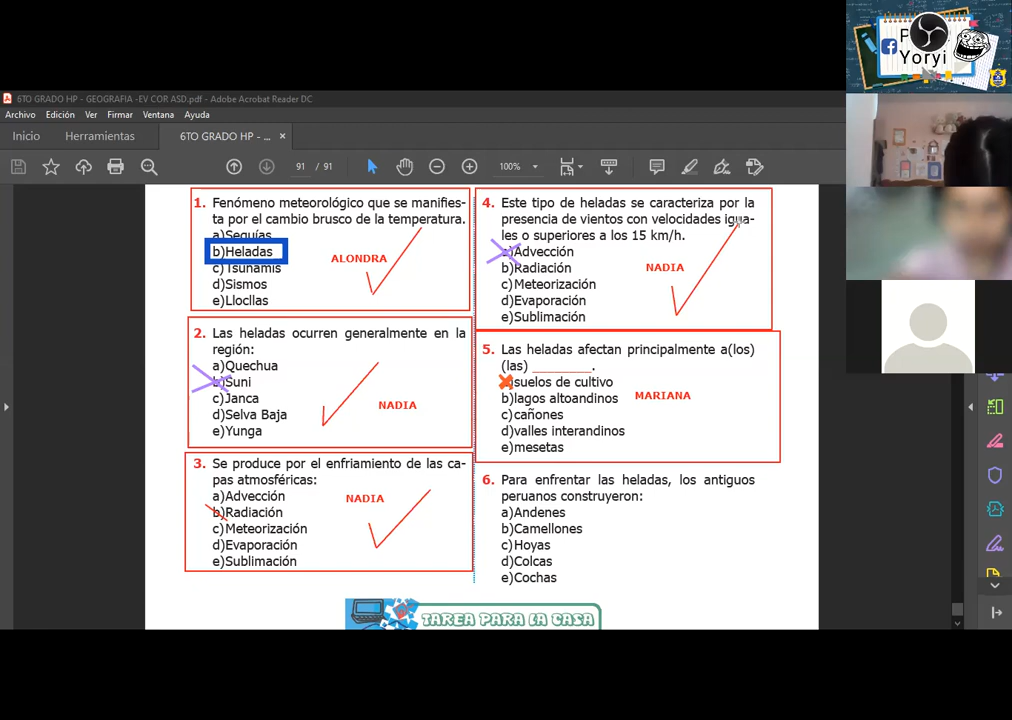 6TO GRADO HP - GEOGRAFIA -EV COR ASD.pdf - Adobe Acrobat Reader DC
Archivo Edición Ver Firmar Ventana Ayuda
Inicio Herramientas 6TO GRADO HP - ... ×
91 / 91 100%
Yoryi
1. Fenómeno meteorológico que se manifies-
ta por el cambio brusco de la temperatura.
a)Sequías
b)Heladas
c)Tsunamis
d)Sismos
e)Llocllas
ALONDRA
2. Las heladas ocurren generalmente en la
región:
a)Quechua
b)Suni
c)Janca
d)Selva Baja
e)Yunga
NADIA
3. Se produce por el enfriamiento de las ca-
pas atmosféricas:
a)Advección
b)Radiación
c)Meteorización
d)Evaporación
e)Sublimación
NADIA
4. Este tipo de heladas se caracteriza por la
presencia de vientos con velocidades igua-
les o superiores a los 15 km/h.
a)Advección
b)Radiación
c)Meteorización
d)Evaporación
e)Sublimación
NADIA
5. Las heladas afectan principalmente a(los)
(las) ________.
suelos de cultivo
b)lagos altoandinos
c)cañones
d)valles interandinos
e)mesetas
MARIANA
6. Para enfrentar las heladas, los antiguos
peruanos construyeron:
a)Andenes
b)Camellones
c)Hoyas
d)Colcas
e)Cochas
TAREA PARA LA CASA